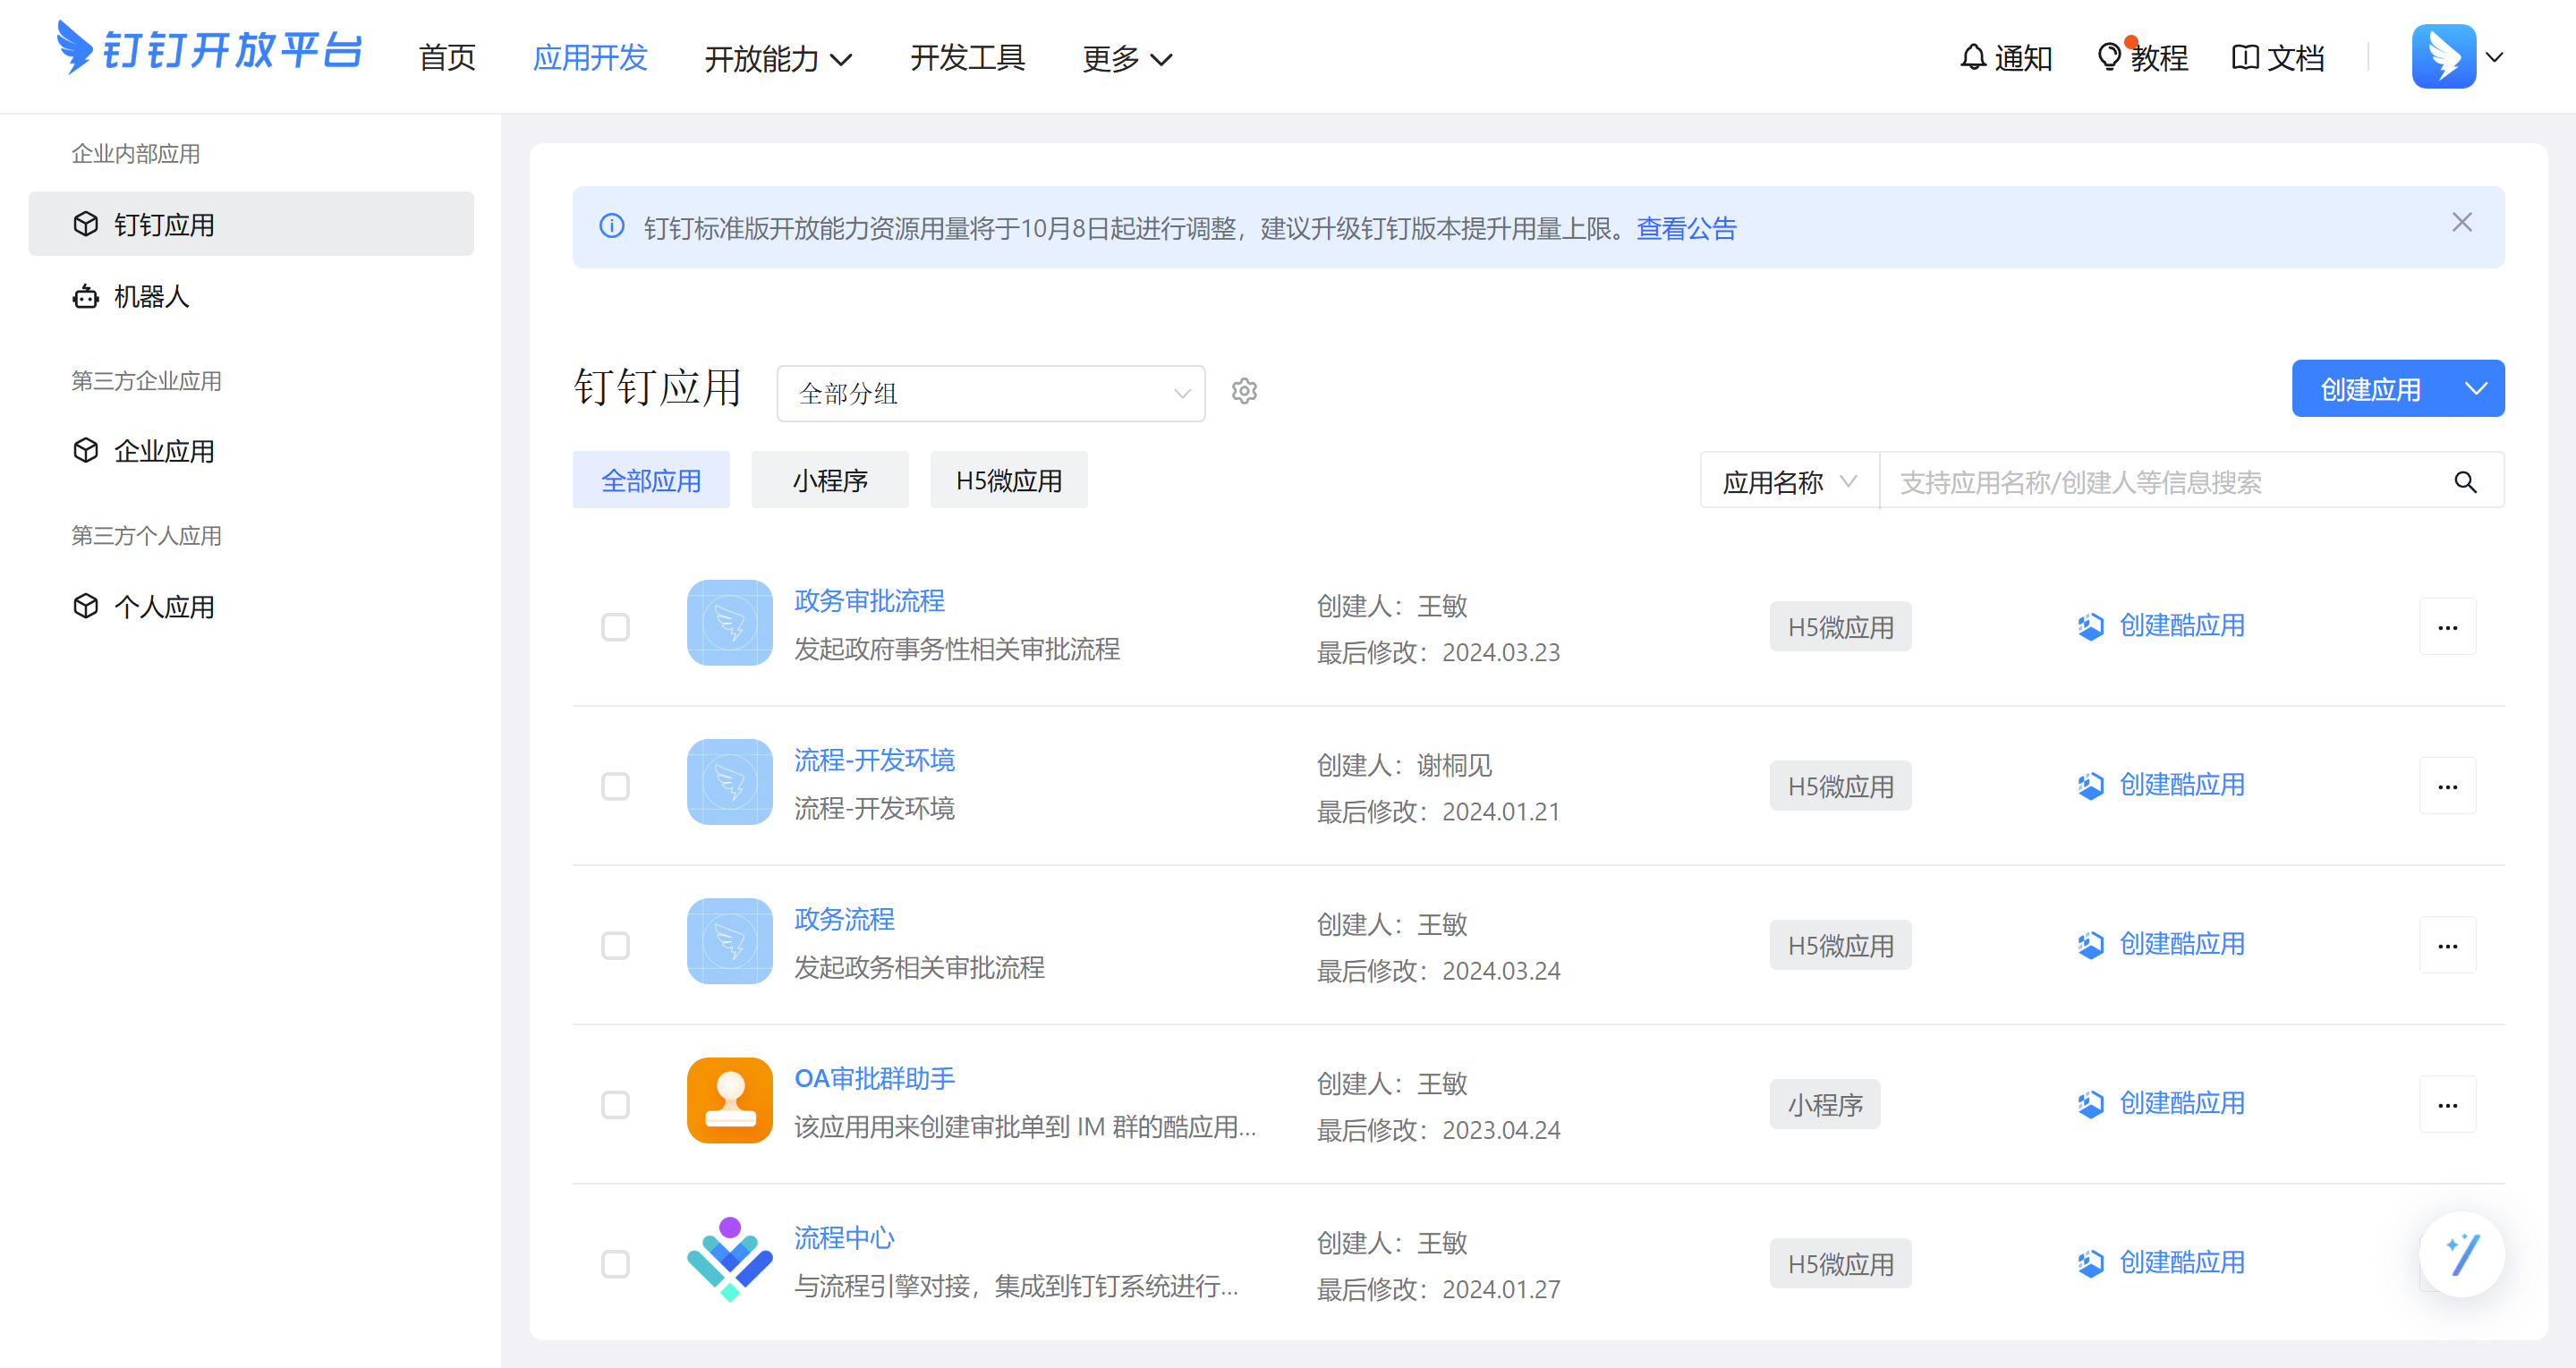 钉钉开放平台 首页 应用开发 开放能力 开发工具 更多 通知 教程 文档
企业内部应用
钉钉应用
机器人
第三方企业应用
企业应用
第三方个人应用
个人应用
钉钉标准版开放能力资源用量将于10月8日起进行调整，建议升级钉钉版本提升用量上限。查看公告
钉钉应用 全部分组 创建应用
全部应用 小程序 H5微应用 应用名称 支持应用名称/创建人等信息搜索
政务审批流程
发起政府事务性相关审批流程
创建人：王敏
最后修改：2024.03.23
H5微应用
创建酷应用
流程-开发环境
流程-开发环境
创建人：谢桐见
最后修改：2024.01.21
H5微应用
创建酷应用
政务流程
发起政务相关审批流程
创建人：王敏
最后修改：2024.03.24
H5微应用
创建酷应用
OA审批群助手
该应用用来创建审批单到 IM 群的酷应用...
创建人：王敏
最后修改：2023.04.24
小程序
创建酷应用
流程中心
与流程引擎对接，集成到钉钉系统进行...
创建人：王敏
最后修改：2024.01.27
H5微应用
创建酷应用